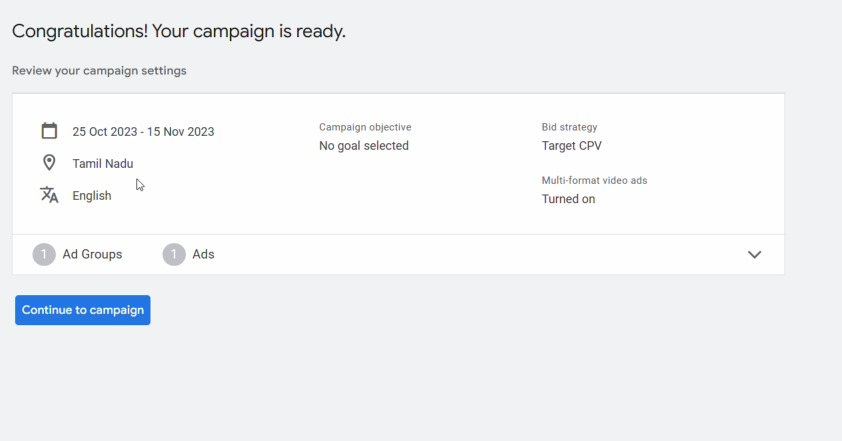 Congratulations! Your campaign is ready.
Review your campaign settings
25 Oct 2023 - 15 Nov 2023
Tamil Nadu
English
Campaign objective
No goal selected
Bid strategy
Target CPV
Multi-format video ads
Turned on
1 Ad Groups
1 Ads
Continue to campaign